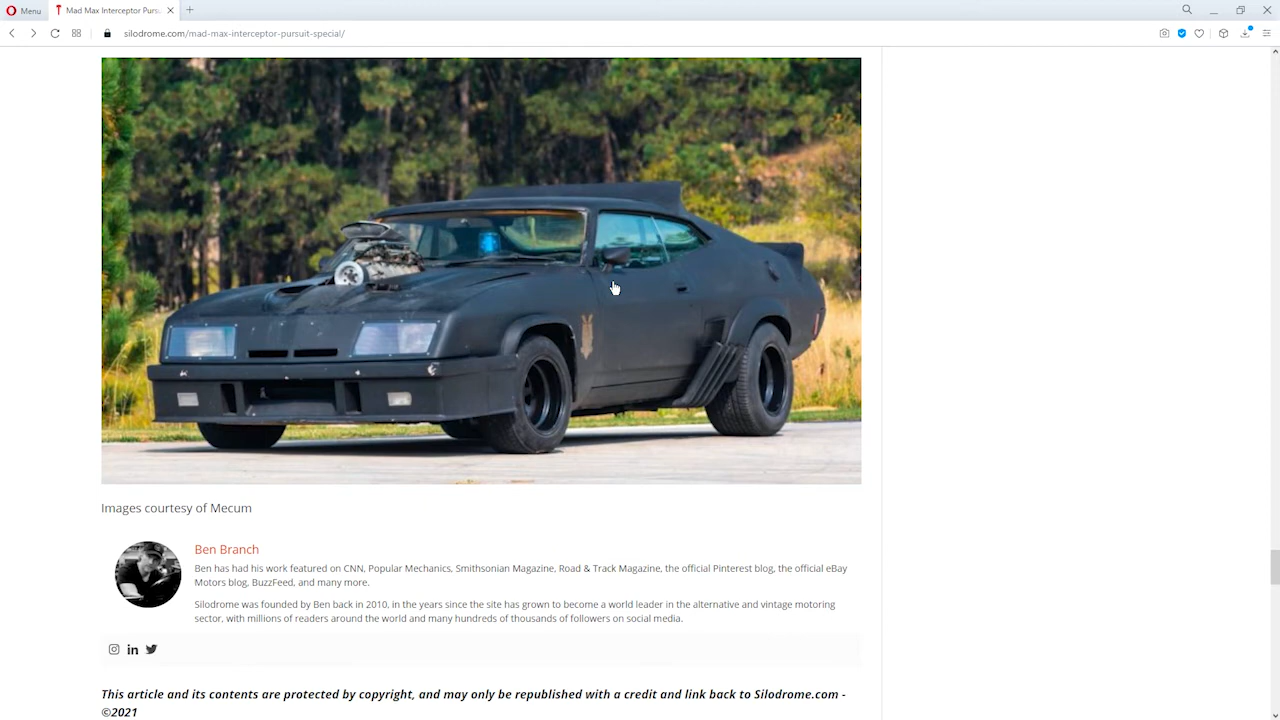 Menu
Mad Max Interceptor Pursu
silodrome.com/mad-max-interceptor-pursuit-special/
Images courtesy of Mecum
Ben Branch
Ben has had his work featured on CNN, Popular Mechanics, Smithsonian Magazine, Road & Track Magazine, the official Pinterest blog, the official eBay
Motors blog, BuzzFeed, and many more.
Silodrome was founded by Ben back in 2010, in the years since the site has grown to become a world leader in the alternative and vintage motoring
sector, with millions of readers around the world and many hundreds of thousands of followers on social media.
This article and its contents are protected by copyright, and may only be republished with a credit and link back to Silodrome.com -
©2021